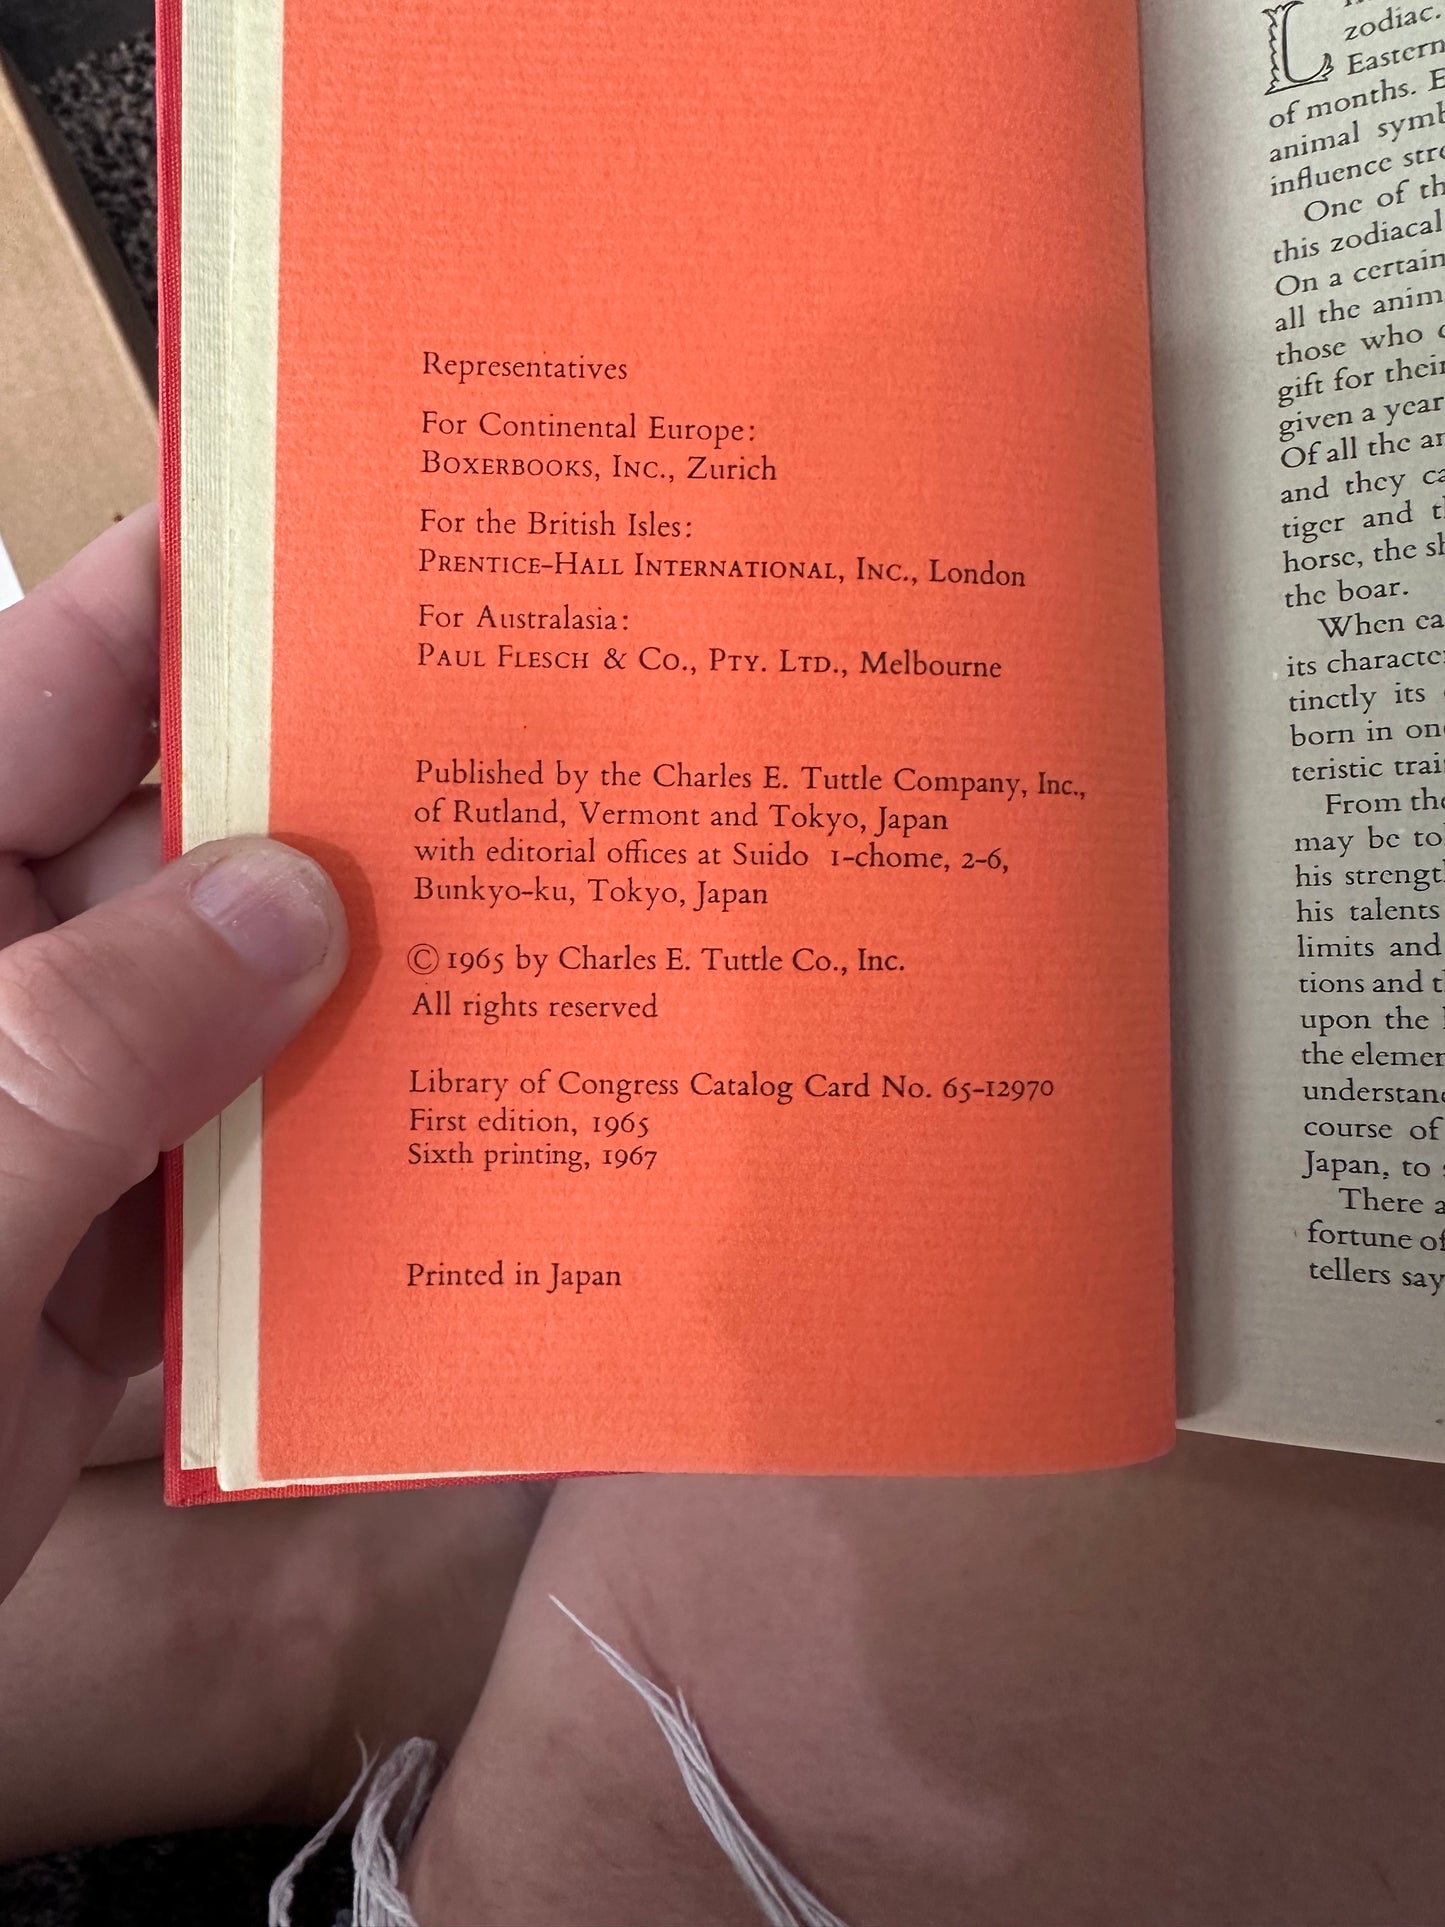 Representatives
For Continental Europe:
BOXERBOOKS, INC., Zurich
For the British Isles:
PRENTICE-HALL INTERNATIONAL, INC., London
For Australasia:
PAUL FLESCH & CO., PTY. LTD., Melbourne
Published by the Charles E. Tuttle Company, Inc.,
of Rutland, Vermont and Tokyo, Japan
with editorial offices at Suido 1-chome, 2-6,
Bunkyo-ku, Tokyo, Japan
© 1965 by Charles E. Tuttle Co., Inc.
All rights reserved
Library of Congress Catalog Card No. 65-12970
First edition, 1965
Sixth printing, 1967
Printed in Japan
zodiac.
Eastern
of months.
animal
influence
One of
this zodiacal
On a certain
all the
those who
gift for their
given a year
Of all the
and they
tiger and
horse, the
the boar.
When
its
tinctly its
born in
teristic
From the
may be
his
his talents
limits and
tions and
upon the
the
course of
Japan, to
There
fortune of
tellers say